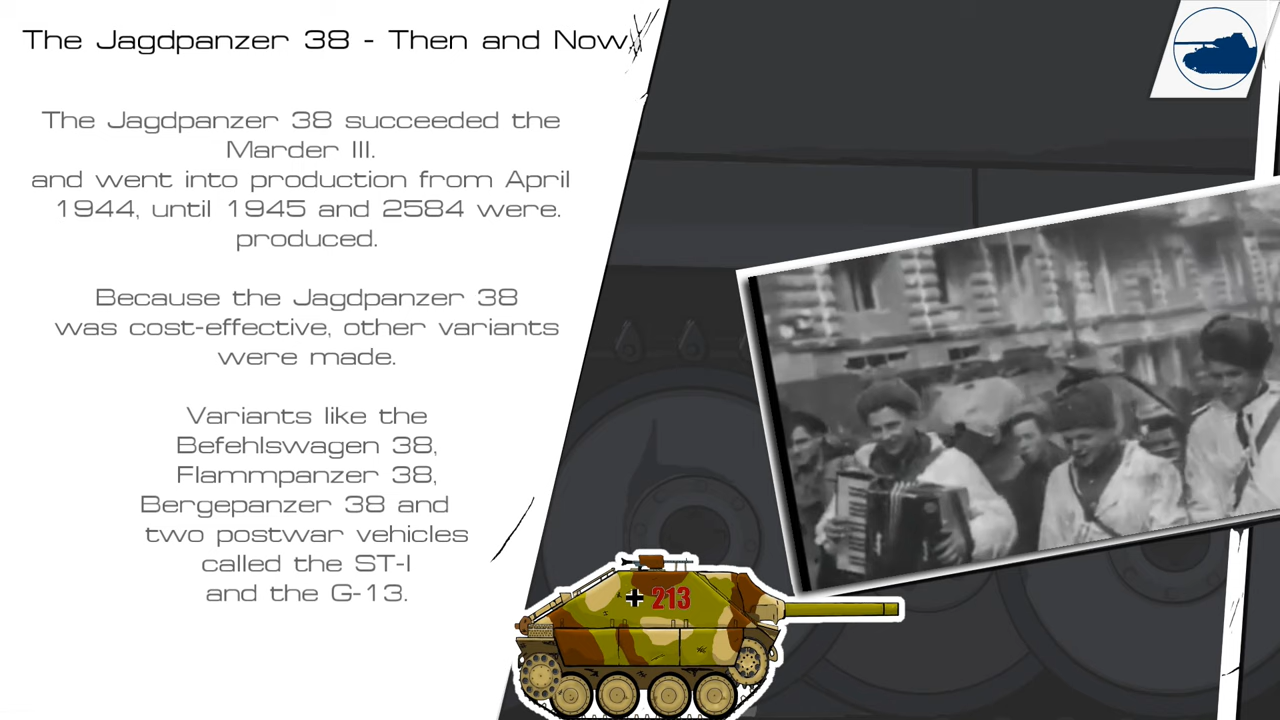 The Jagdpanzer 38 - Then and Now
The Jagdpanzer 38 succeeded the
Marder III.
and went into production from April
1944, until 1945 and 2584 were.
produced.
Because the Jagdpanzer 38
was cost-effective, other variants
were made.
Variants like the
Befehlswagen 38,
Flammpanzer 38,
Bergepanzer 38 and
two postwar vehicles
called the ST-I
and the G-13.
213